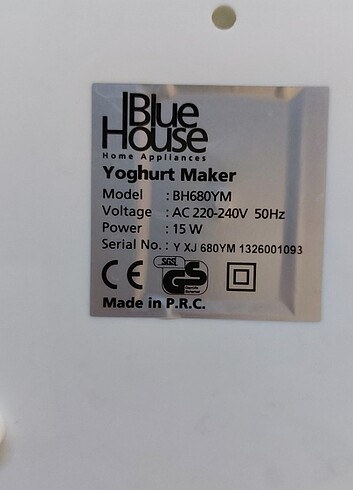 Blue
House
Home Appliances
Yoghurt Maker
Model : BH680YM
Voltage : AC 220-240V 50Hz
Power : 15 W
Serial No. : Y XJ 680YM 1326001093
CE SGS GS
Made in P.R.C.